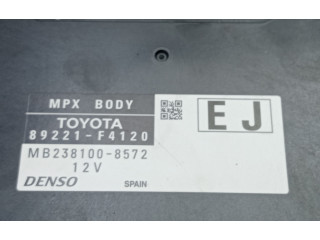 MPX BODY
TOYOTA
89221-F4120
EJ
MB238100-8572
12V
DENSO
SPAIN